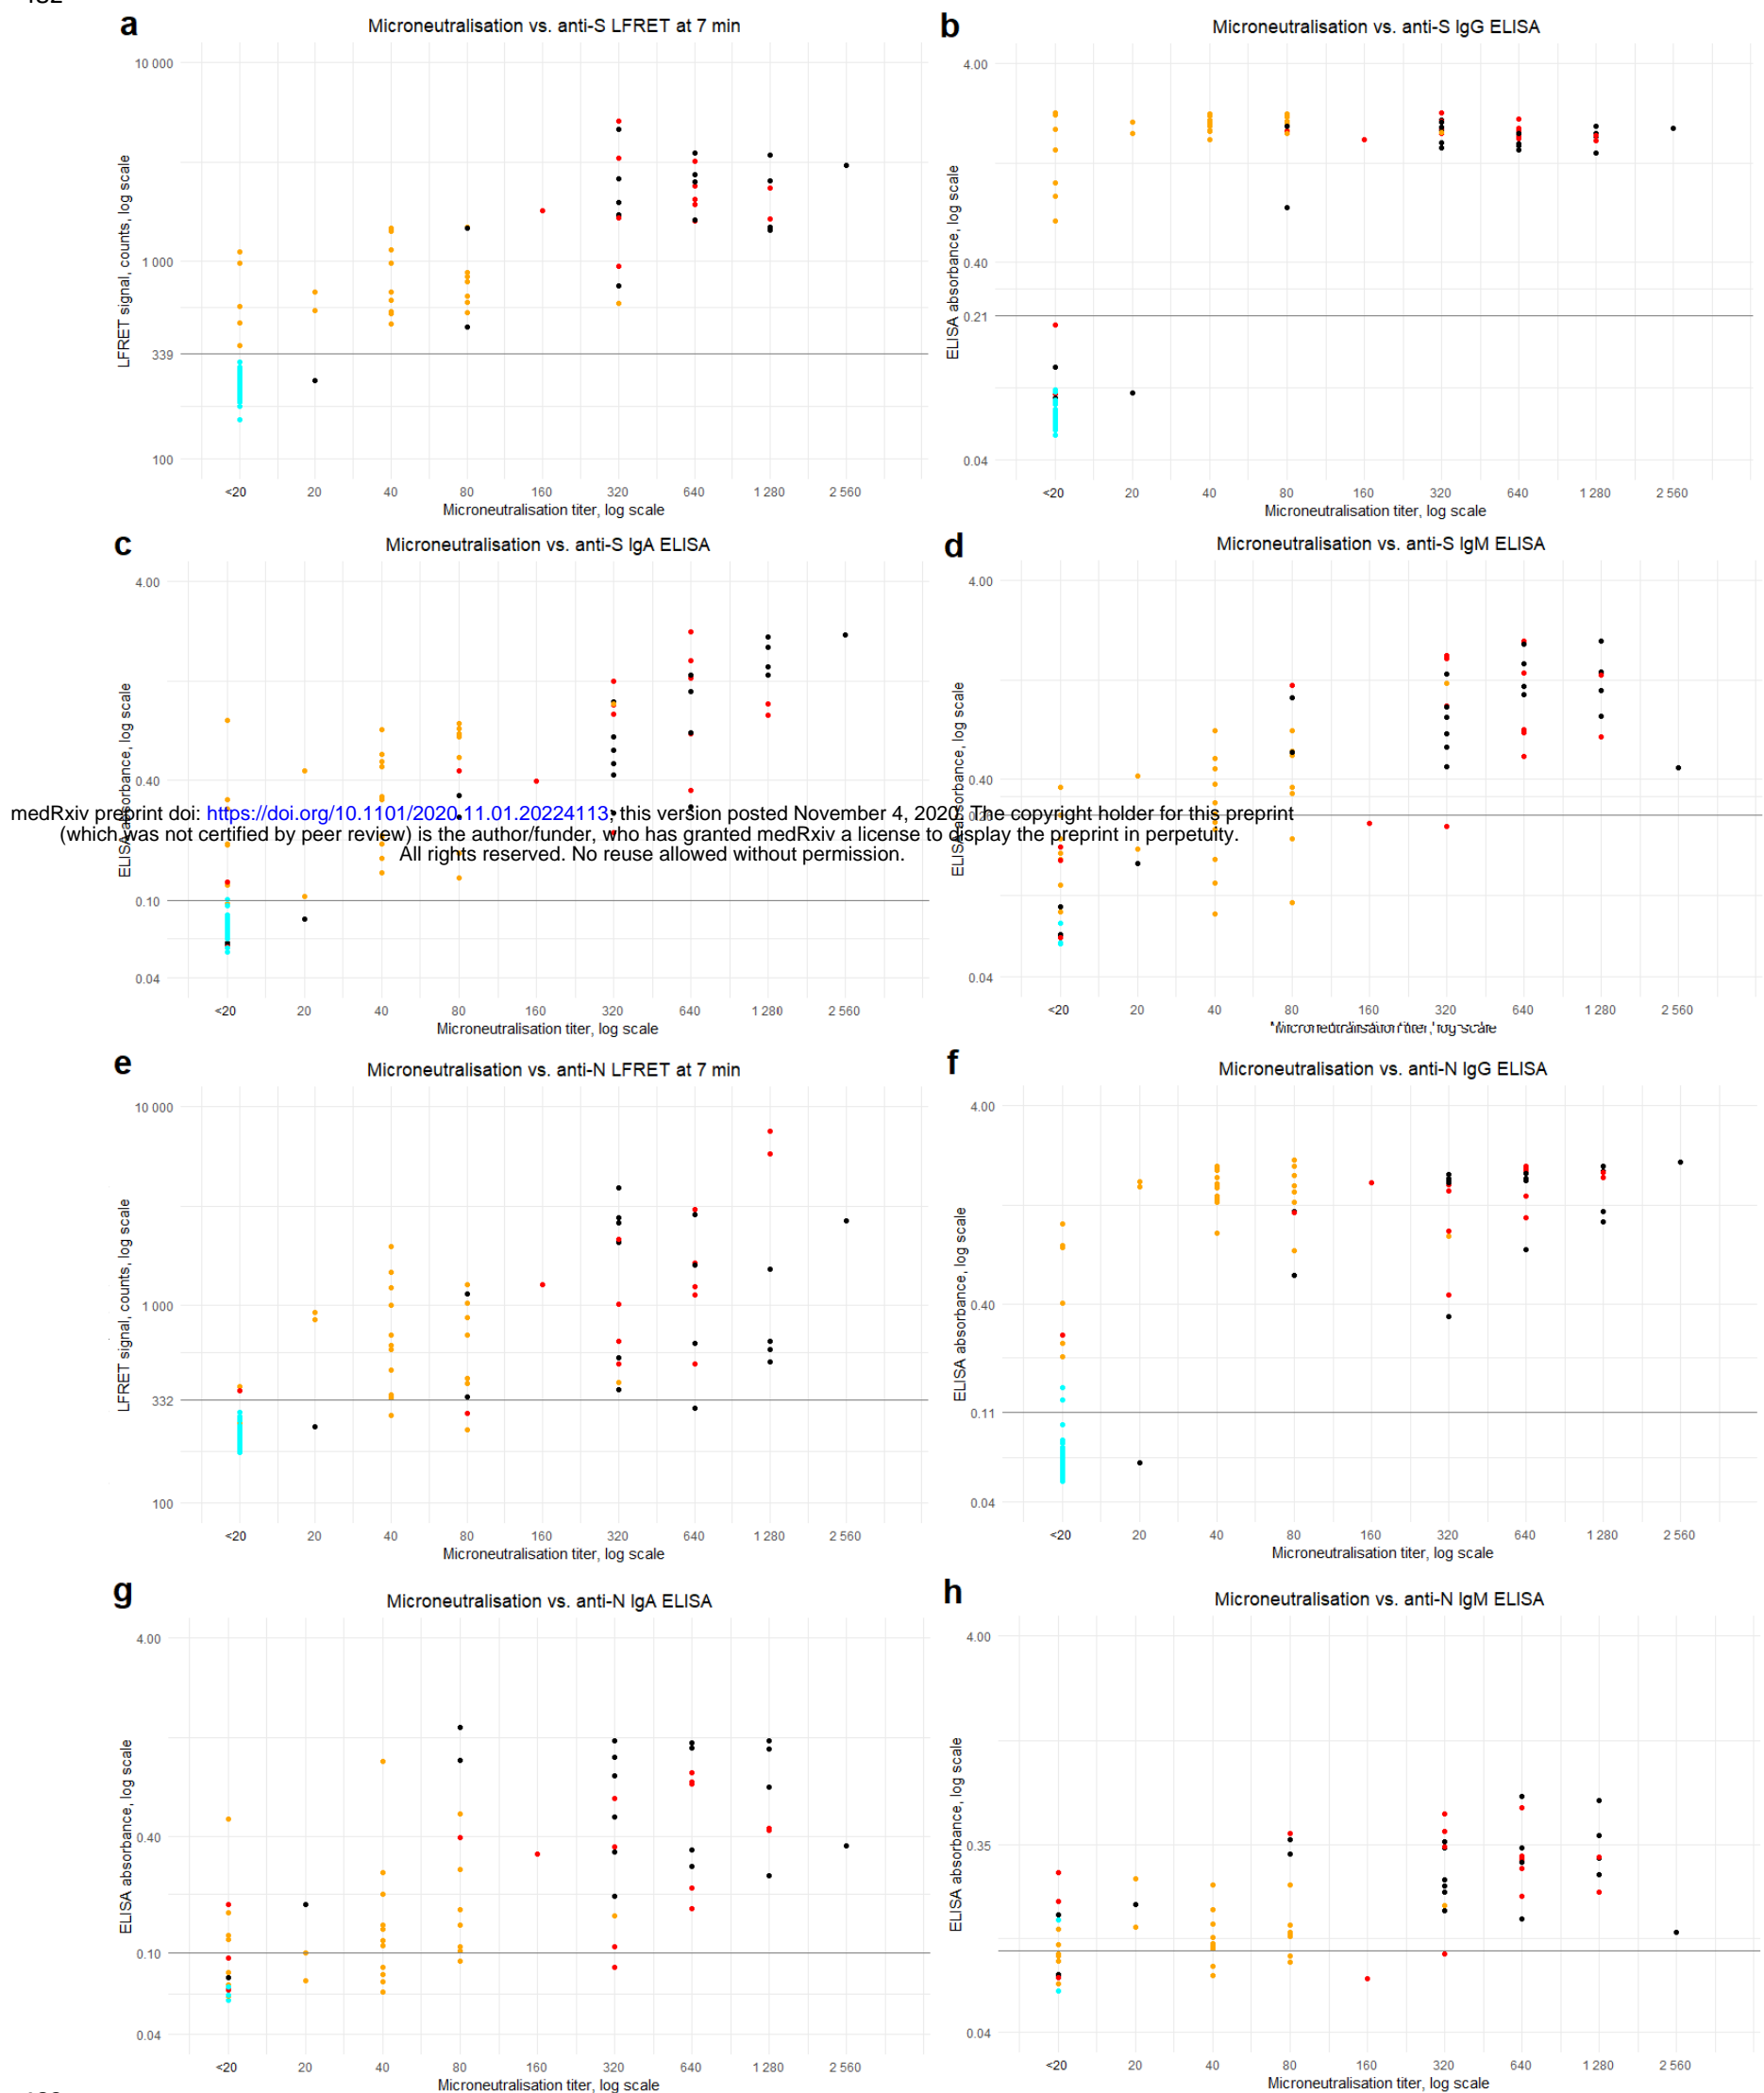 a Microneutralisation vs. anti-S LFRET at 7 min
10 000
1 000
339
100
LFRET signal, counts, log scale
<20 20 40 80 160 320 640 1 280 2 560
Microneutralisation titer, log scale
b Microneutralisation vs. anti-S IgG ELISA
4.00
0.40
0.21
0.04
ELISA absorbance, log scale
<20 20 40 80 160 320 640 1 280 2 560
Microneutralisation titer, log scale
c Microneutralisation vs. anti-S IgA ELISA
4.00
0.40
0.10
0.04
ELISA absorbance, log scale
<20 20 40 80 160 320 640 1 280 2 560
Microneutralisation titer, log scale
d Microneutralisation vs. anti-S IgM ELISA
4.00
0.40
0.04
ELISA absorbance, log scale
<20 20 40 80 160 320 640 1 280 2 560
Microneutralisation titer, log scale
medRxiv preprint doi: https://doi.org/10.1101/2020.11.01.20224113; this version posted November 4, 2020. The copyright holder for this preprint
(which was not certified by peer review) is the author/funder, who has granted medRxiv a license to display the preprint in perpetuity.
All rights reserved. No reuse allowed without permission.
e Microneutralisation vs. anti-N LFRET at 7 min
10 000
1 000
332
100
LFRET signal, counts, log scale
<20 20 40 80 160 320 640 1 280 2 560
Microneutralisation titer, log scale
f Microneutralisation vs. anti-N IgG ELISA
4.00
0.40
0.11
0.04
ELISA absorbance, log scale
<20 20 40 80 160 320 640 1 280 2 560
Microneutralisation titer, log scale
g Microneutralisation vs. anti-N IgA ELISA
4.00
0.40
0.10
0.04
ELISA absorbance, log scale
<20 20 40 80 160 320 640 1 280 2 560
Microneutralisation titer, log scale
h Microneutralisation vs. anti-N IgM ELISA
4.00
0.35
0.04
ELISA absorbance, log scale
<20 20 40 80 160 320 640 1 280 2 560
Microneutralisation titer, log scale